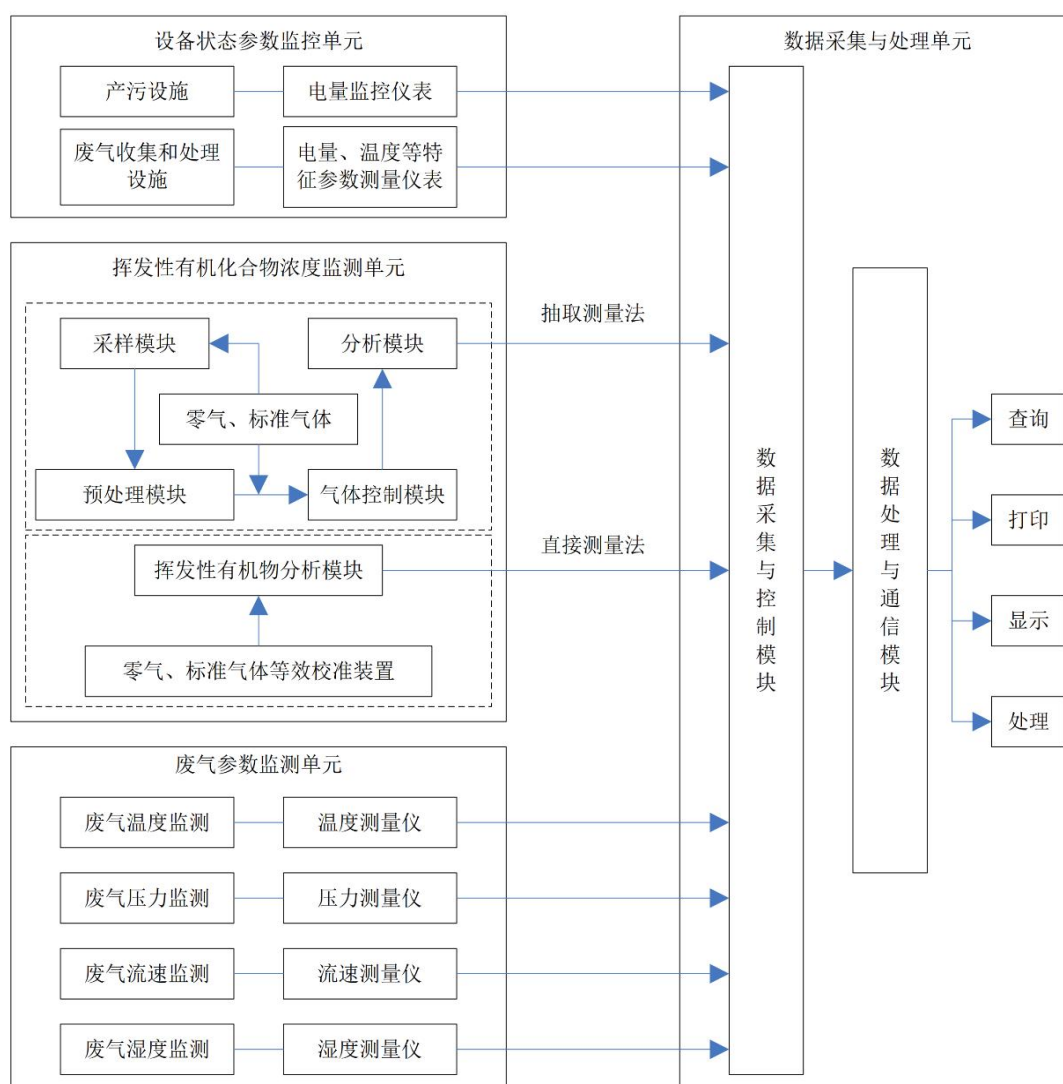 设备状态参数监控单元
产污设施
电量监控仪表
废气收集和处理
设施
电量、温度等特
征参数测量仪表
挥发性有机化合物浓度监测单元
采样模块
分析模块
零气、标准气体
预处理模块
气体控制模块
挥发性有机物分析模块
零气、标准气体等效校准装置
抽取测量法
直接测量法
废气参数监测单元
废气温度监测
温度测量仪
废气压力监测
压力测量仪
废气流速监测
流速测量仪
废气湿度监测
湿度测量仪
数据采集与处理单元
数据采集与控制模块
数据处理与通信模块
查询
打印
显示
处理